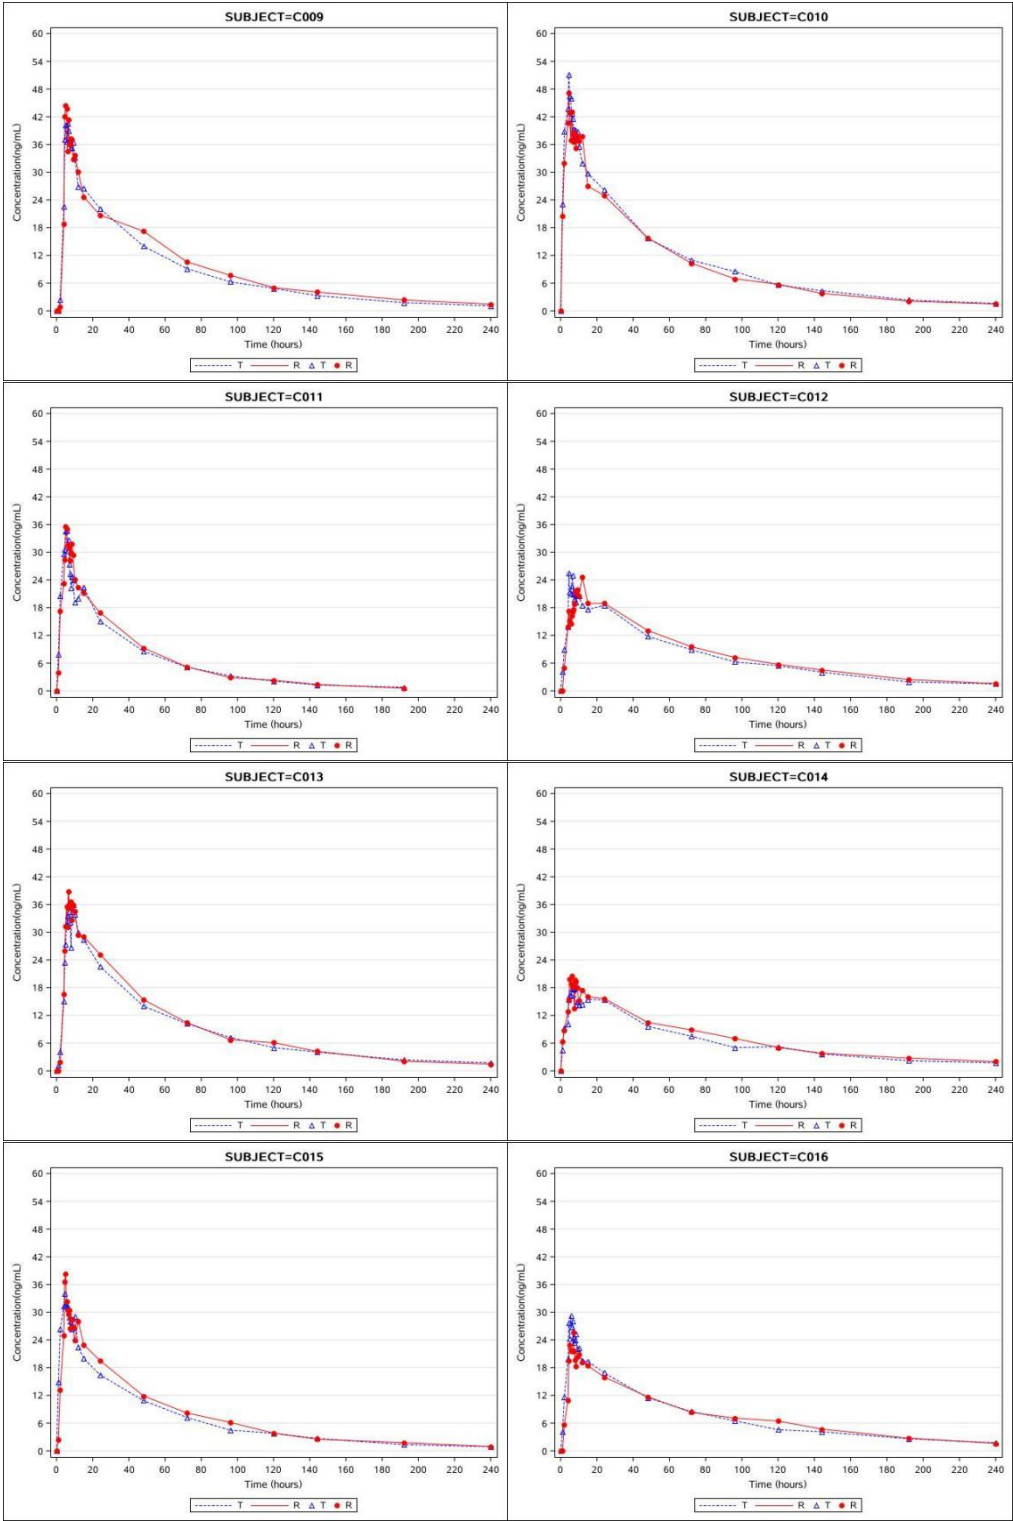 SUBJECT=C009
60
54
48
42
36
30
24
18
12
6
0
Concentration(ng/mL)
0 20 40 60 80 100 120 140 160 180 200 220 240
Time (hours)
T R T R
SUBJECT=C010
60
54
48
42
36
30
24
18
12
6
0
Concentration(ng/mL)
0 20 40 60 80 100 120 140 160 180 200 220 240
Time (hours)
T R T R
SUBJECT=C011
60
54
48
42
36
30
24
18
12
6
0
Concentration(ng/mL)
0 20 40 60 80 100 120 140 160 180 200 220 240
Time (hours)
T R T R
SUBJECT=C012
60
54
48
42
36
30
24
18
12
6
0
Concentration(ng/mL)
0 20 40 60 80 100 120 140 160 180 200 220 240
Time (hours)
T R T R
SUBJECT=C013
60
54
48
42
36
30
24
18
12
6
0
Concentration(ng/mL)
0 20 40 60 80 100 120 140 160 180 200 220 240
Time (hours)
T R T R
SUBJECT=C014
60
54
48
42
36
30
24
18
12
6
0
Concentration(ng/mL)
0 20 40 60 80 100 120 140 160 180 200 220 240
Time (hours)
T R T R
SUBJECT=C015
60
54
48
42
36
30
24
18
12
6
0
Concentration(ng/mL)
0 20 40 60 80 100 120 140 160 180 200 220 240
Time (hours)
T R T R
SUBJECT=C016
60
54
48
42
36
30
24
18
12
6
0
Concentration(ng/mL)
0 20 40 60 80 100 120 140 160 180 200 220 240
Time (hours)
T R T R